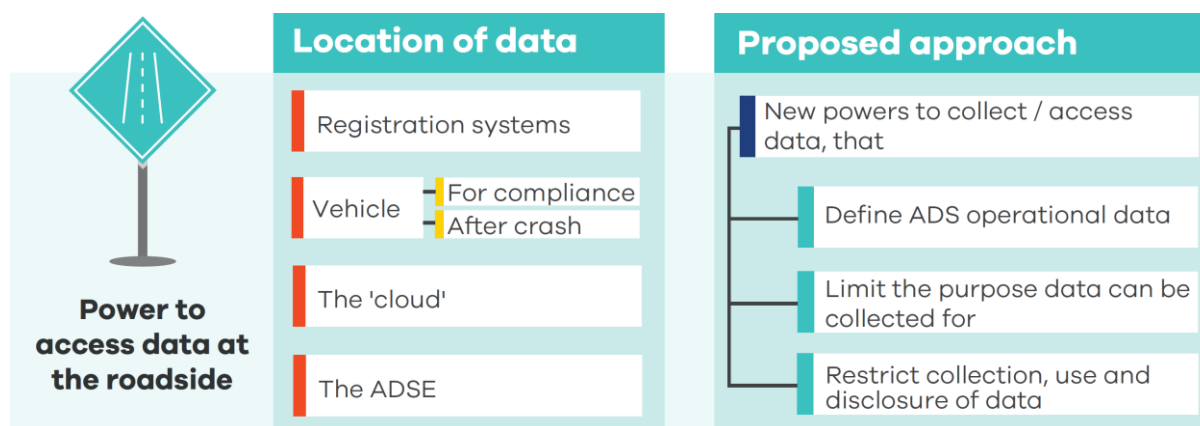 Power to
access data at
the roadside
Location of data
Registration systems
Vehicle
For compliance
After crash
The 'cloud'
The ADSE
Proposed approach
New powers to collect / access
data, that
Define ADS operational data
Limit the purpose data can be
collected for
Restrict collection, use and
disclosure of data